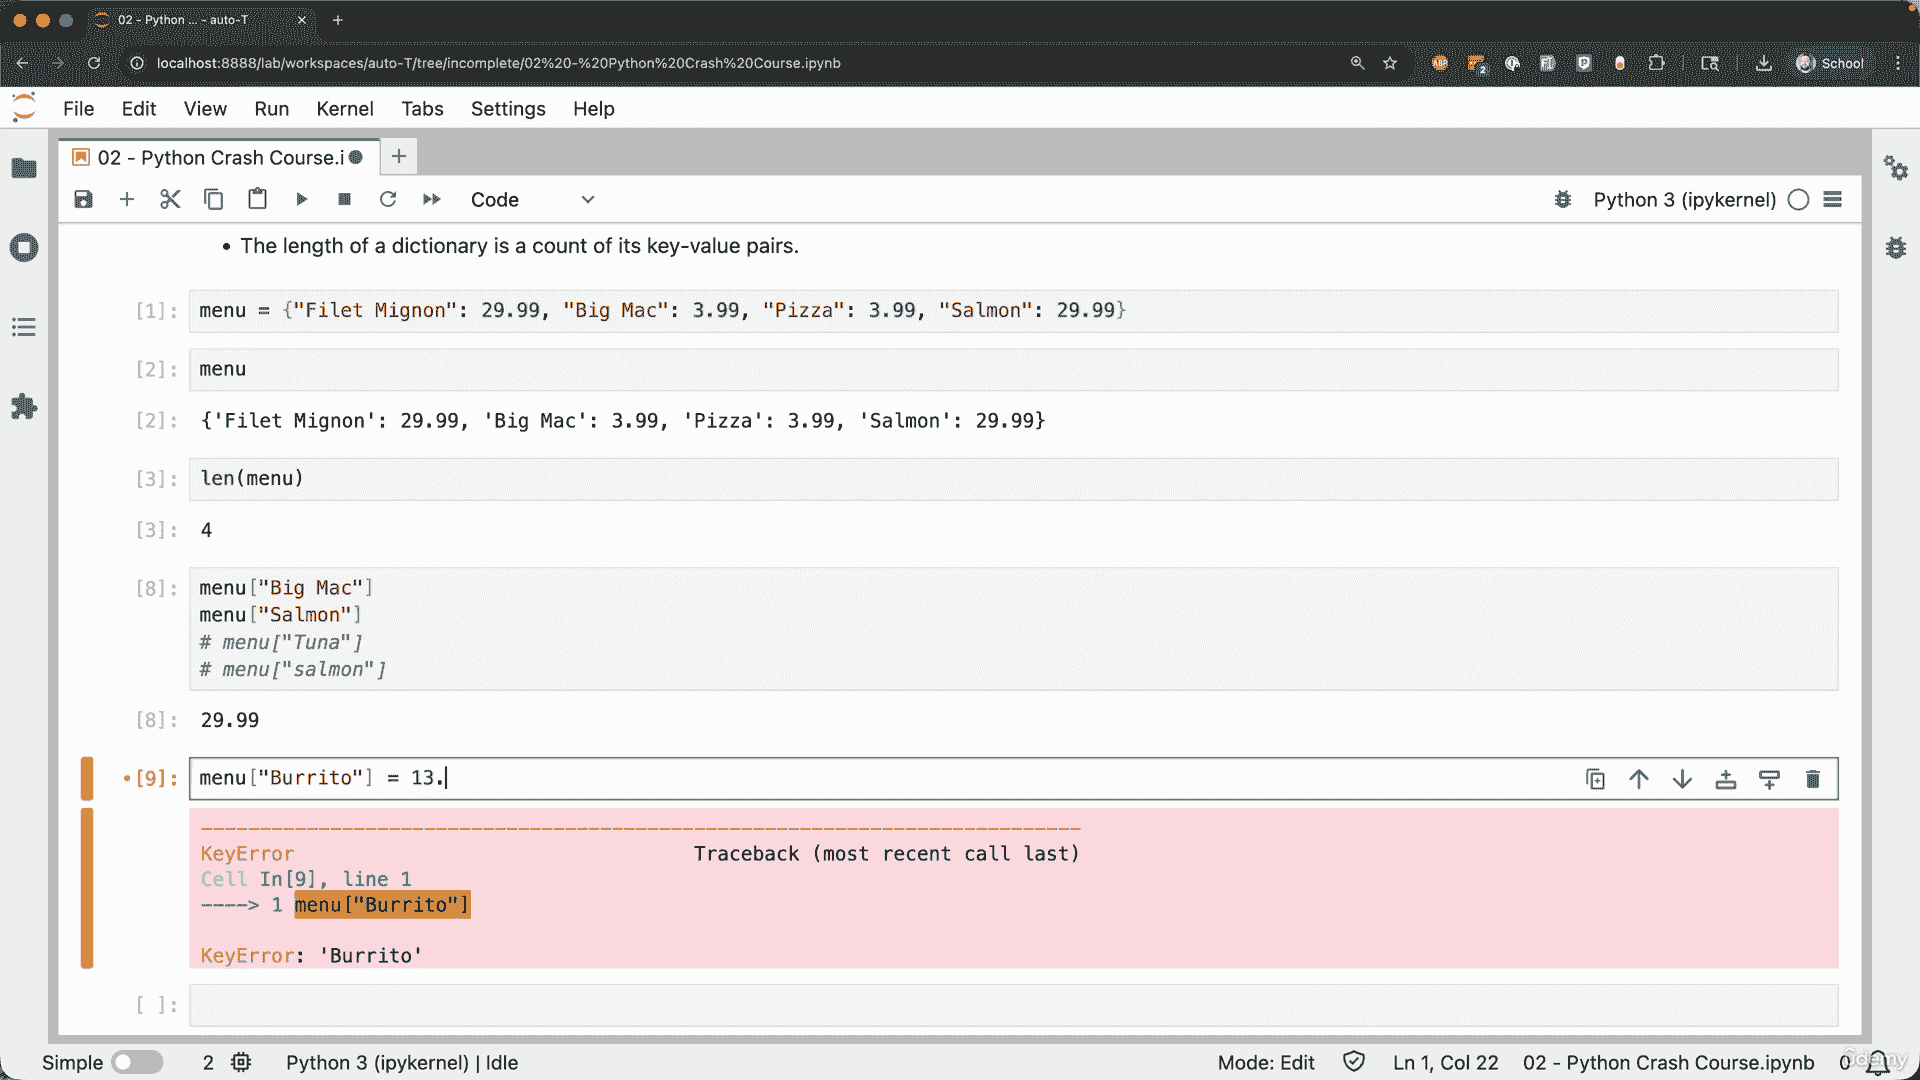 02 - Python ... - auto-T
localhost:8888/lab/workspaces/auto-T/tree/incomplete/02%20-%20Python%20Crash%20Course.ipynb
ABP
2
School
File Edit View Run Kernel Tabs Settings Help
02 - Python Crash Course.i
Code
Python 3 (ipykernel)
• The length of a dictionary is a count of its key-value pairs.
[1]: menu = {"Filet Mignon": 29.99, "Big Mac": 3.99, "Pizza": 3.99, "Salmon": 29.99}
[2]: menu
[2]: {'Filet Mignon': 29.99, 'Big Mac': 3.99, 'Pizza': 3.99, 'Salmon': 29.99}
[3]: len(menu)
[3]: 4
[8]: menu["Big Mac"]
menu["Salmon"]
# menu["Tuna"]
# menu["salmon"]
[8]: 29.99
•[9]: menu["Burrito"] = 13.
---------------------------------------------------------------------------
KeyError Traceback (most recent call last)
Cell In[9], line 1
----> 1 menu["Burrito"]
KeyError: 'Burrito'
[ ]:
Simple 2 Python 3 (ipykernel) | Idle Mode: Edit Ln 1, Col 22 02 - Python Crash Course.ipynb 0
Udemy